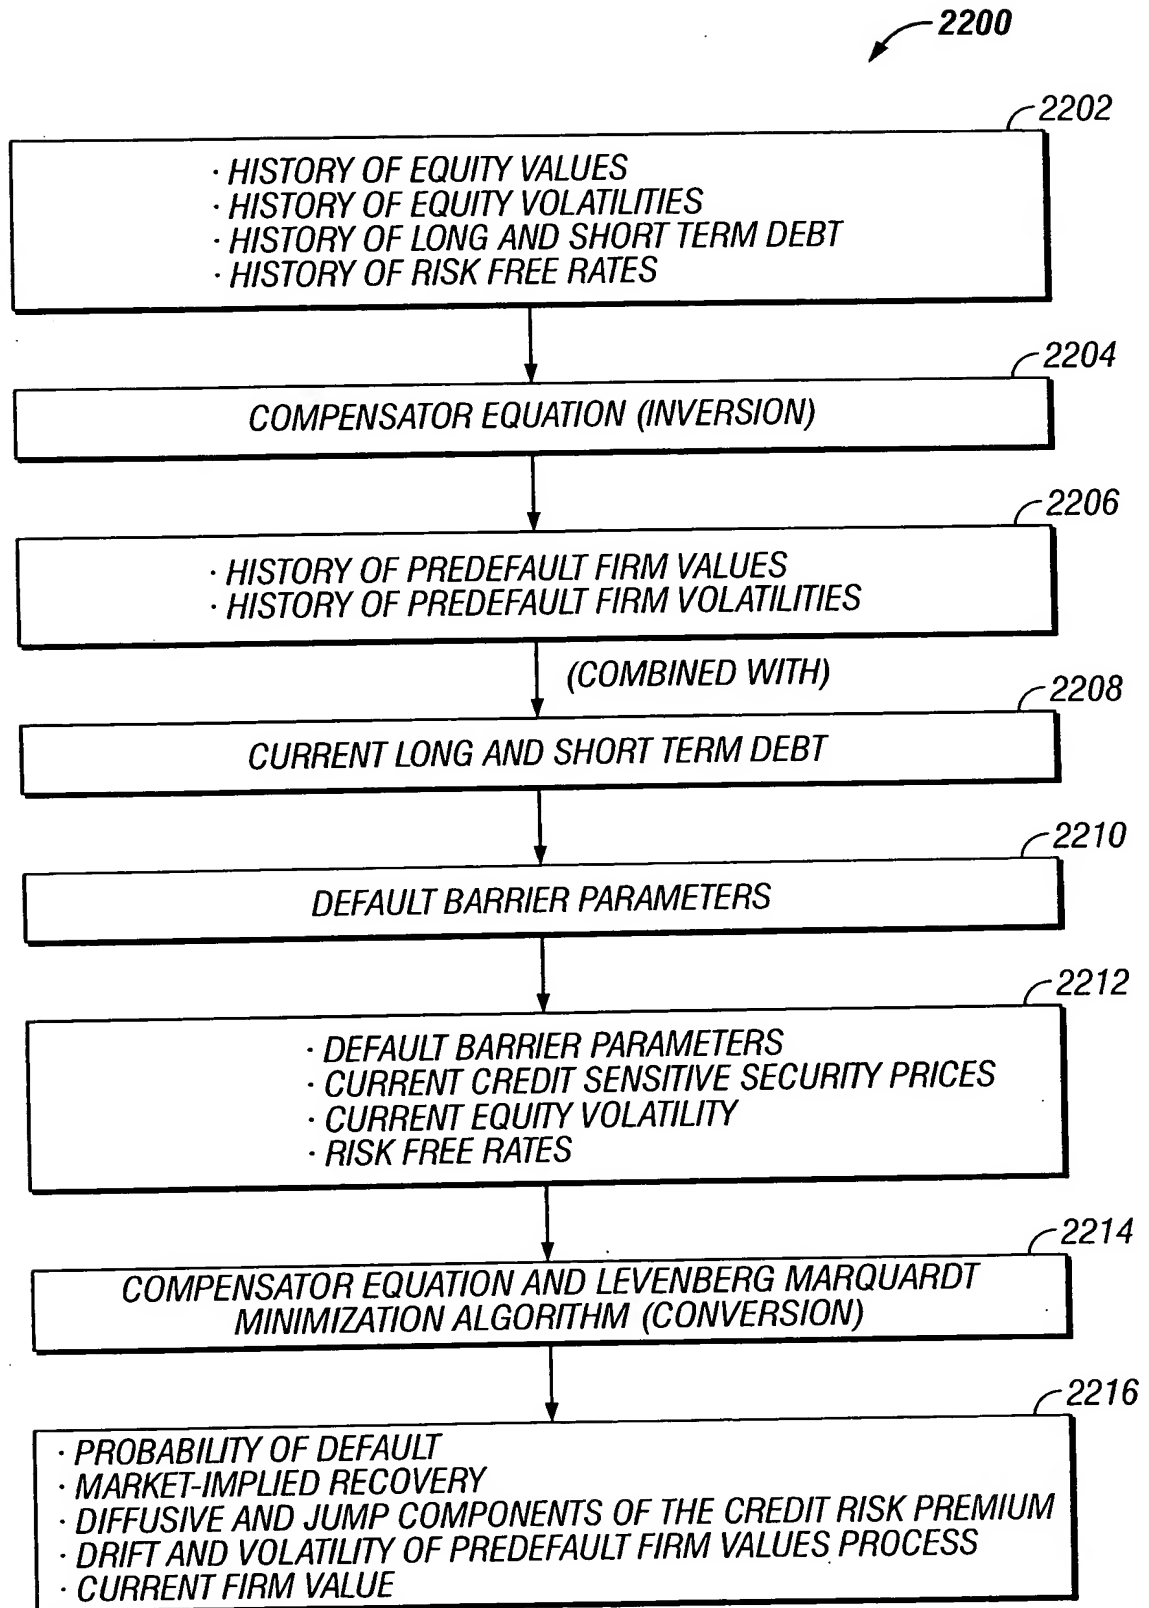 2200
2202
· HISTORY OF EQUITY VALUES
· HISTORY OF EQUITY VOLATILITIES
· HISTORY OF LONG AND SHORT TERM DEBT
· HISTORY OF RISK FREE RATES
2204
COMPENSATOR EQUATION (INVERSION)
2206
· HISTORY OF PREDEFAULT FIRM VALUES
· HISTORY OF PREDEFAULT FIRM VOLATILITIES
(COMBINED WITH)
2208
CURRENT LONG AND SHORT TERM DEBT
2210
DEFAULT BARRIER PARAMETERS
2212
· DEFAULT BARRIER PARAMETERS
· CURRENT CREDIT SENSITIVE SECURITY PRICES
· CURRENT EQUITY VOLATILITY
· RISK FREE RATES
2214
COMPENSATOR EQUATION AND LEVENBERG MARQUARDT
MINIMIZATION ALGORITHM (CONVERSION)
2216
· PROBABILITY OF DEFAULT
· MARKET-IMPLIED RECOVERY
· DIFFUSIVE AND JUMP COMPONENTS OF THE CREDIT RISK PREMIUM
· DRIFT AND VOLATILITY OF PREDEFAULT FIRM VALUES PROCESS
· CURRENT FIRM VALUE